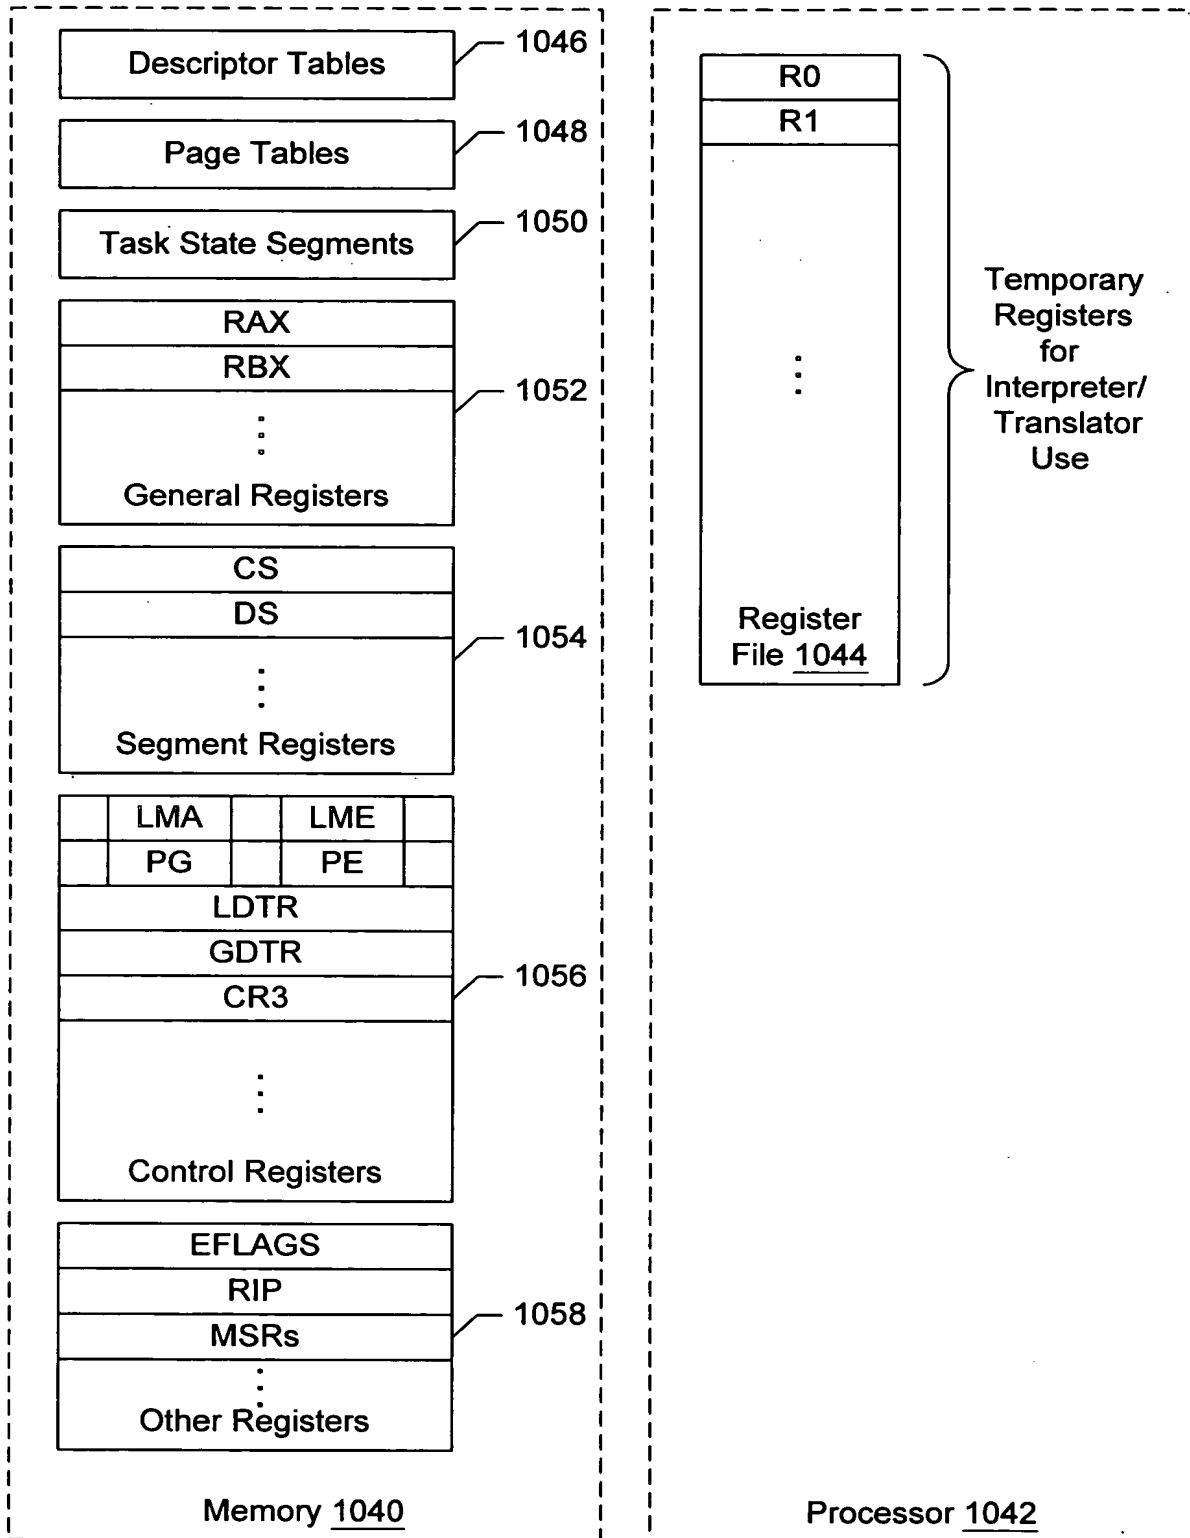 Descriptor Tables
1046
Page Tables
1048
Task State Segments
1050
RAX
RBX
1052
General Registers
CS
DS
1054
Segment Registers
LMA LME
PG PE
LDTR
GDTR
CR3
1056
Control Registers
EFLAGS
RIP
MSRs
1058
Other Registers
Memory 1040
R0
R1
Register
File 1044
Temporary
Registers
for
Interpreter/
Translator
Use
Processor 1042